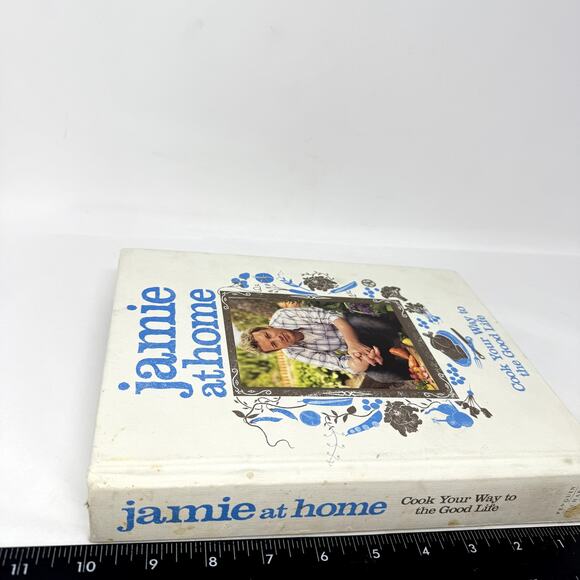 jamie
at home
Cook Your Way to
the Good Life
jamie at home
Cook Your Way to
the Good Life
11 10 9 8 7 6 5 4 3 2 1